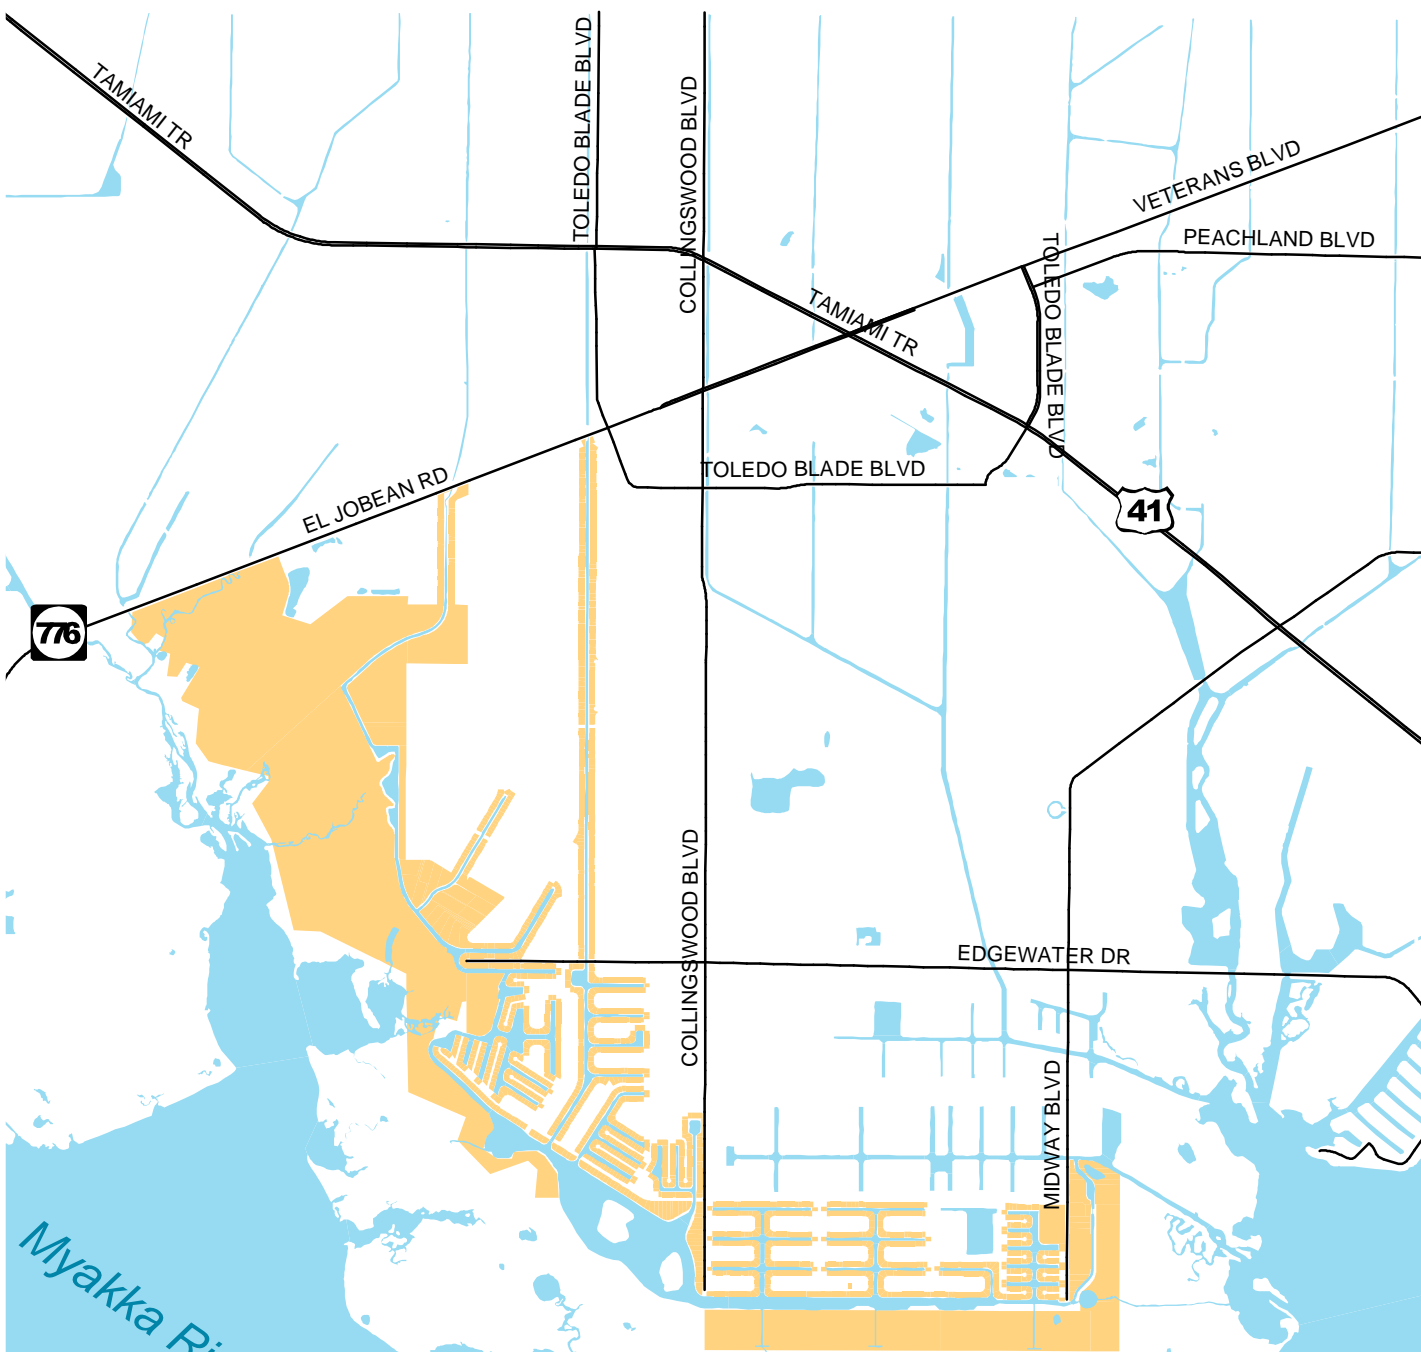 TAMIAMI TR
TOLEDO BLADE BLVD
COLLINGSWOOD BLVD
VETERANS BLVD
PEACHLAND BLVD
TOLEDO BLADE BLVD
TAMIAMI TR
TOLEDO BLADE BLVD
EL JOBEAN RD
41
776
COLLINGSWOOD BLVD
EDGEWATER DR
MIDWAY BLVD
Myakka